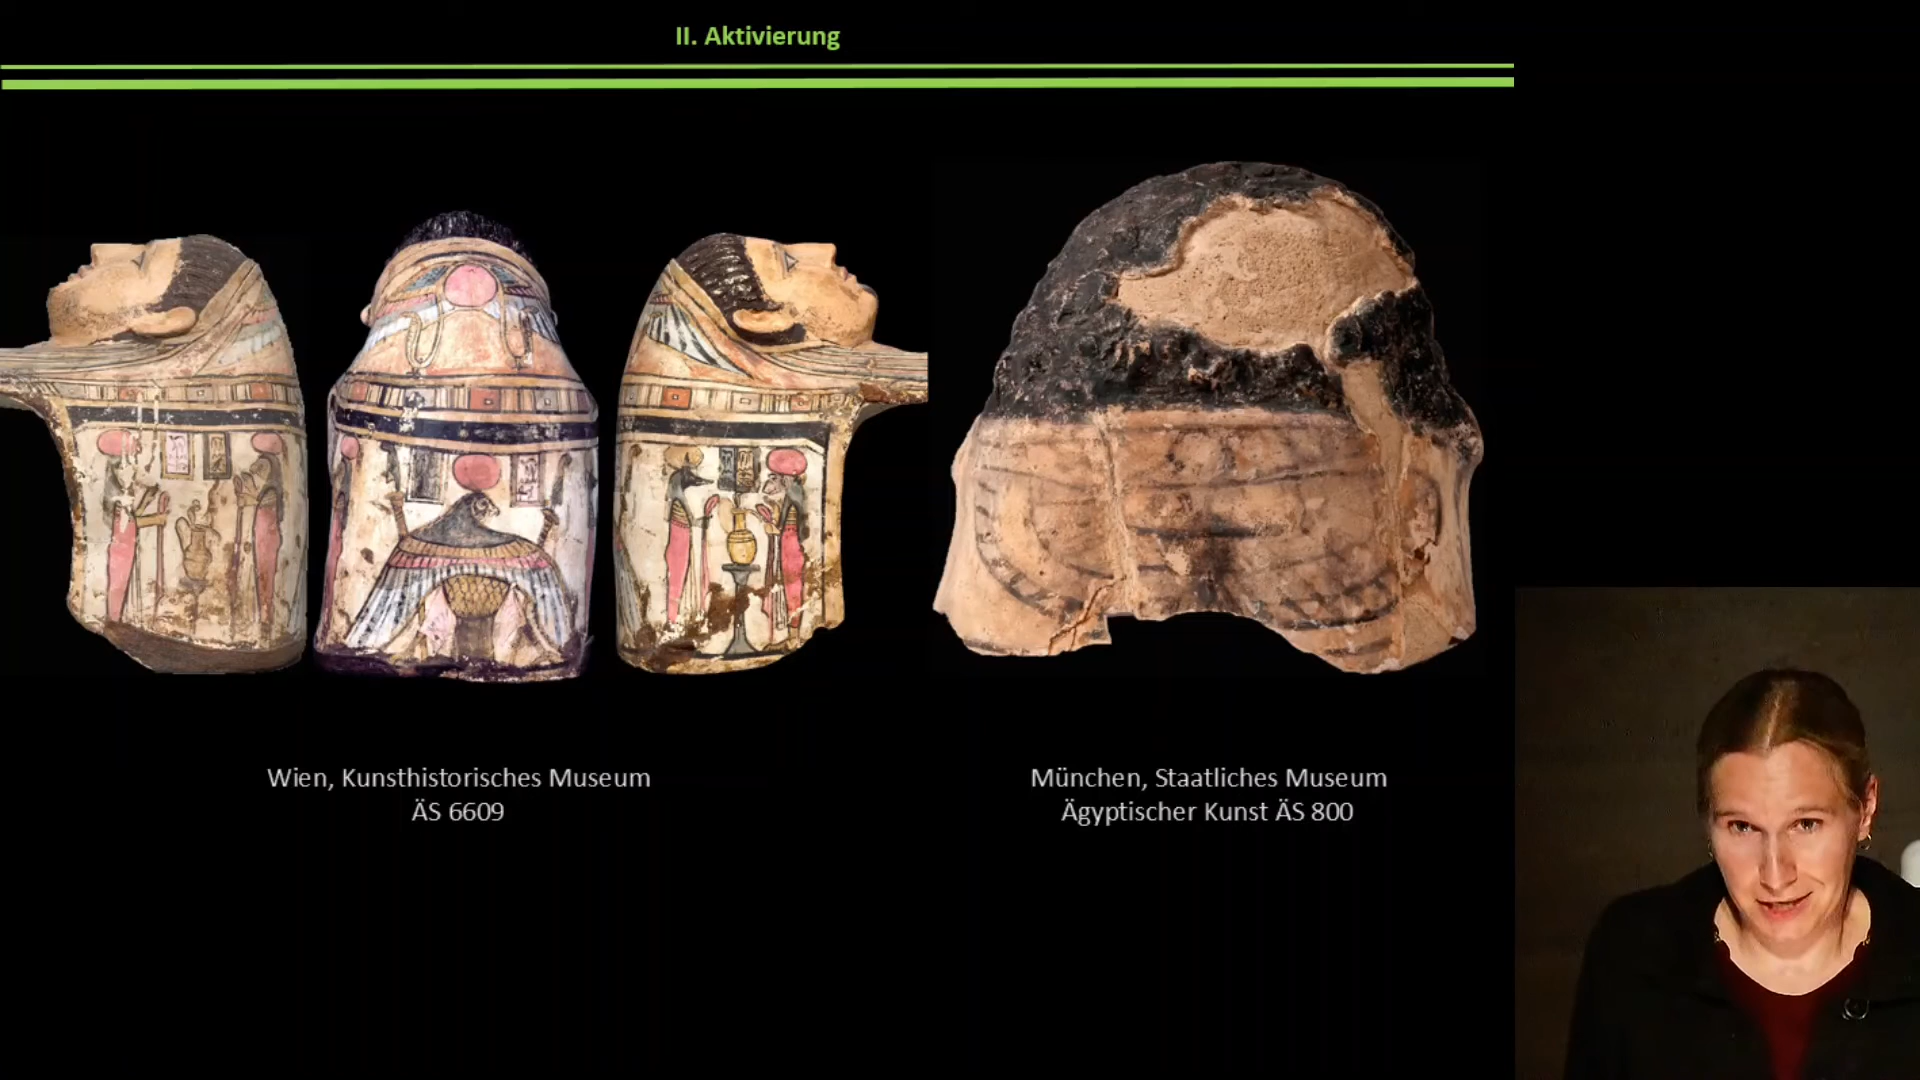 II. Aktivierung
Wien, Kunsthistorisches Museum
ÄS 6609
München, Staatliches Museum
Ägyptischer Kunst ÄS 800